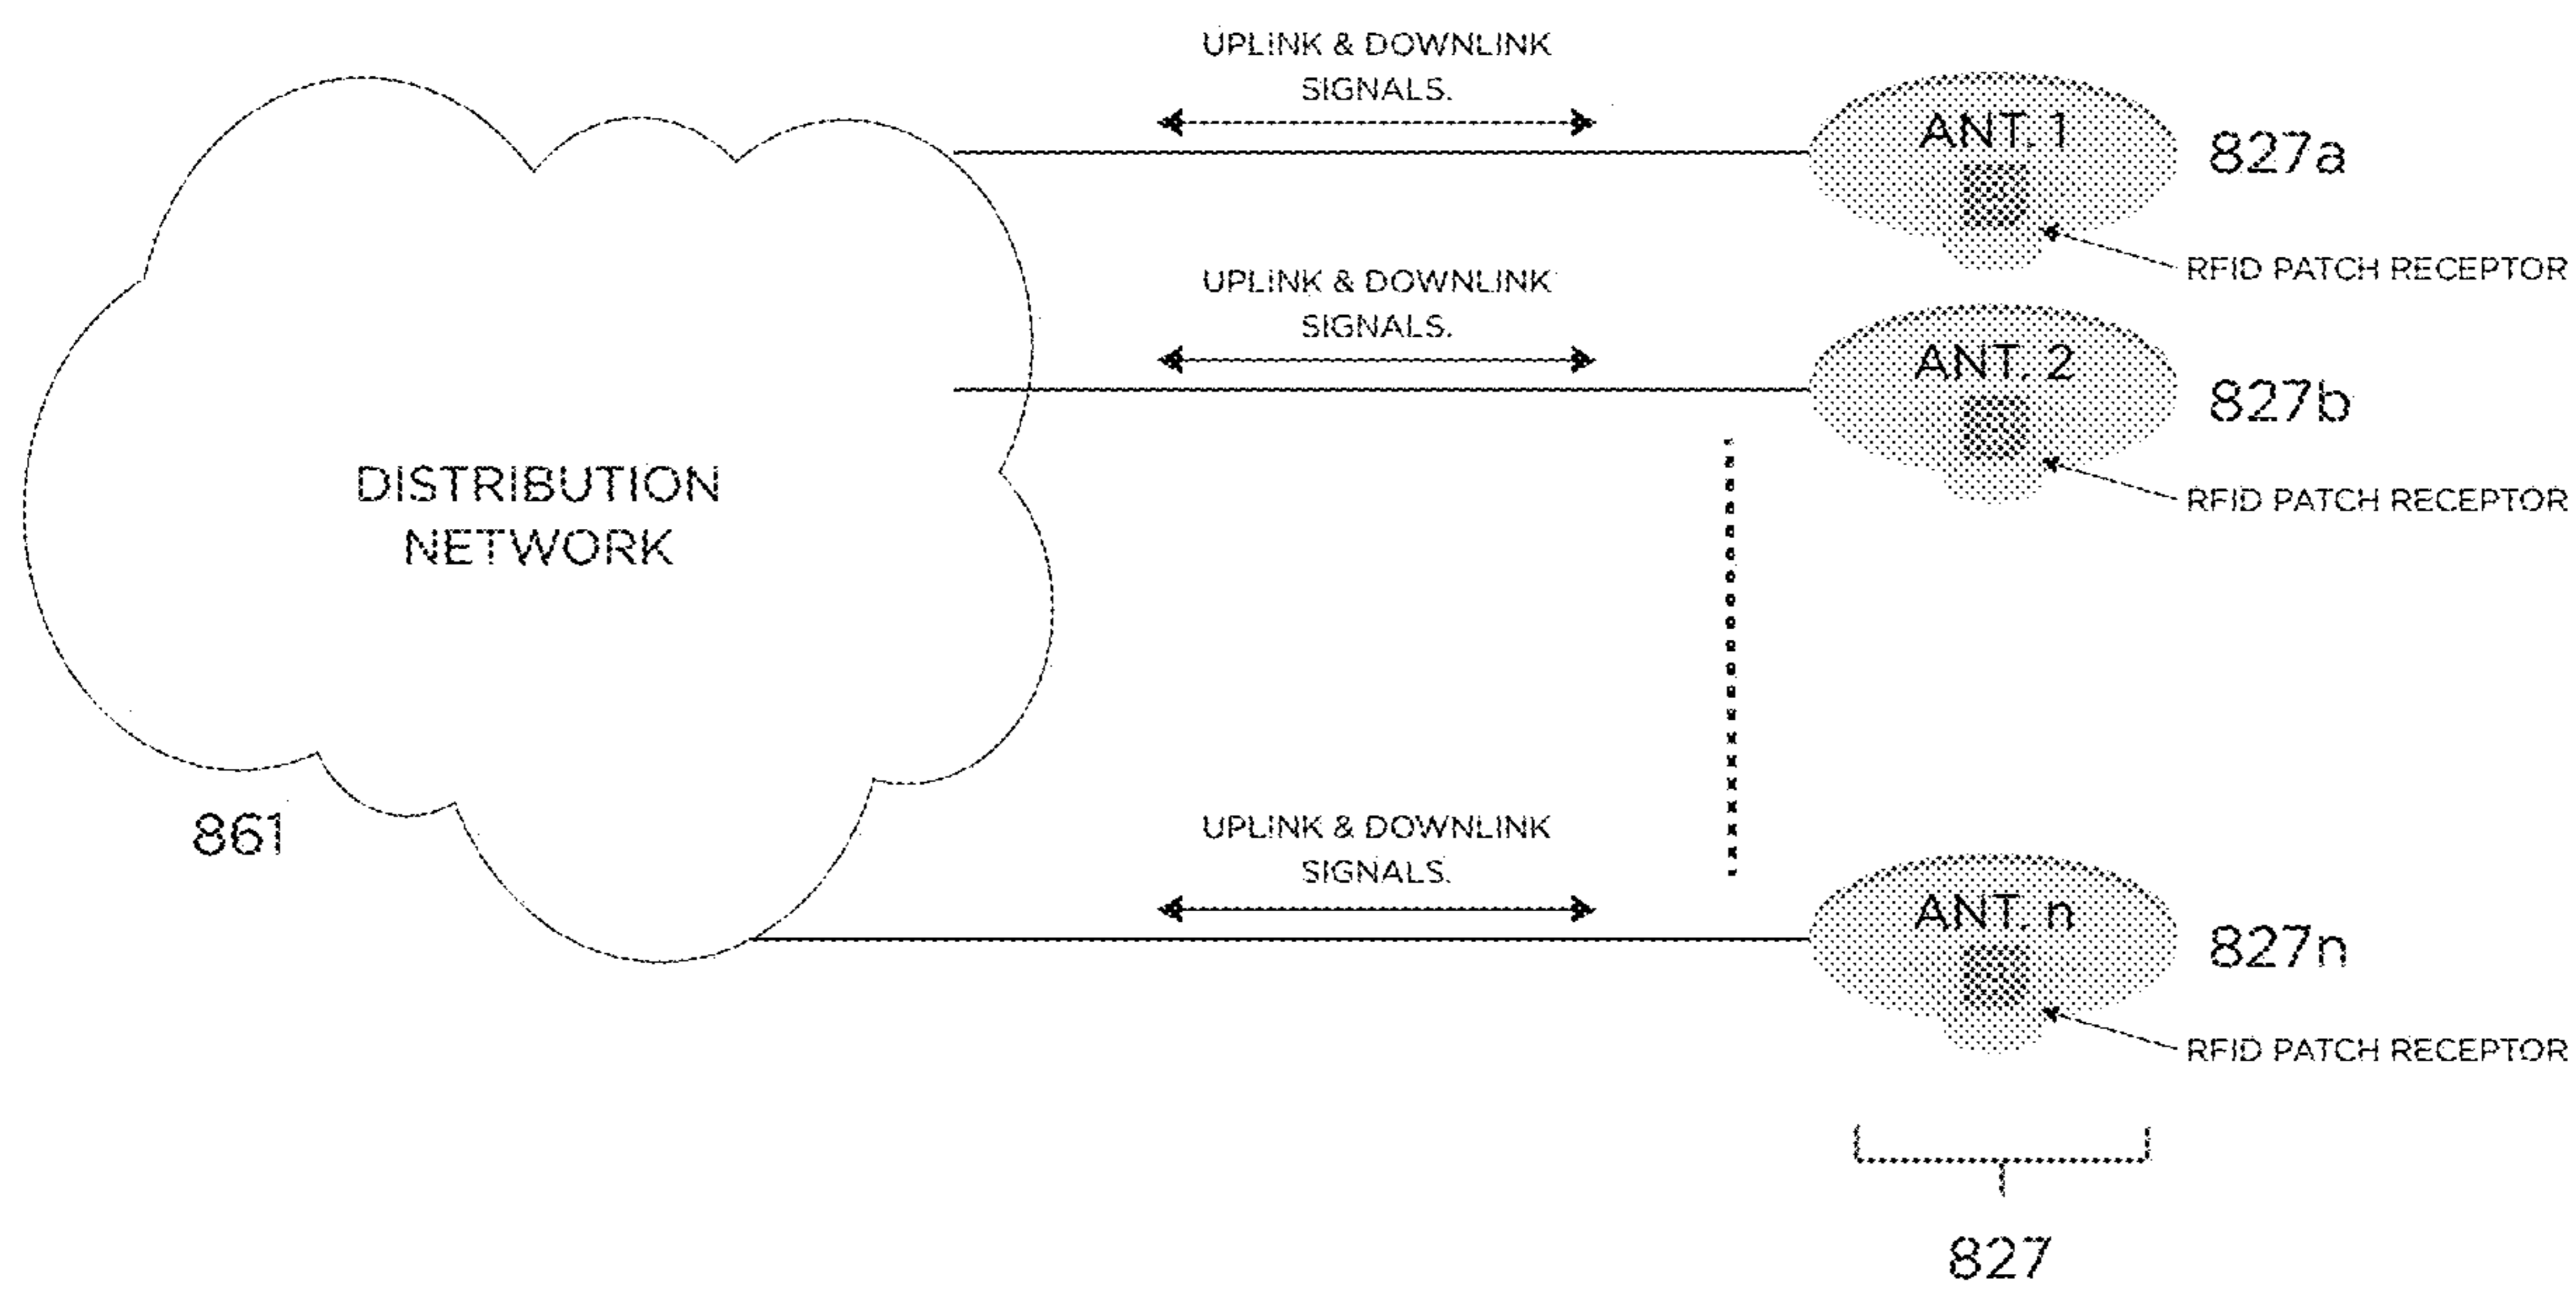 UPLINK & DOWNLINK
SIGNALS.
ANT. 1
827a
RFID PATCH RECEPTOR
UPLINK & DOWNLINK
SIGNALS.
ANT. 2
827b
RFID PATCH RECEPTOR
DISTRIBUTION
NETWORK
861
UPLINK & DOWNLINK
SIGNALS.
ANT. n
827n
RFID PATCH RECEPTOR
827